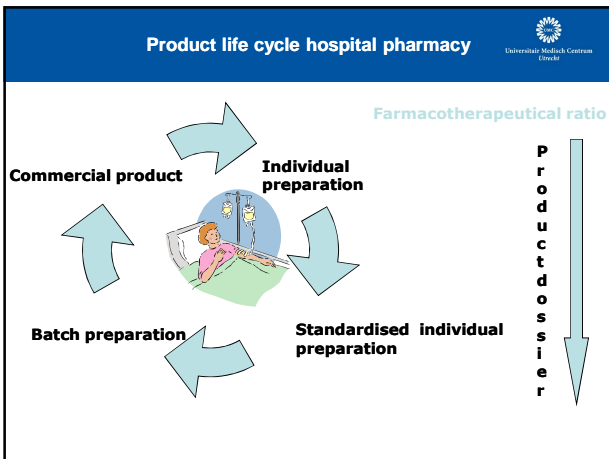 Product life cycle hospital pharmacy
UMC
Universitair Medisch Centrum
Utrecht
Farmacotherapeutical ratio
Commercial product
Individual
preparation
Batch preparation
Standardised individual
preparation
P
r
o
d
u
c
t
d
o
s
s
i
e
r